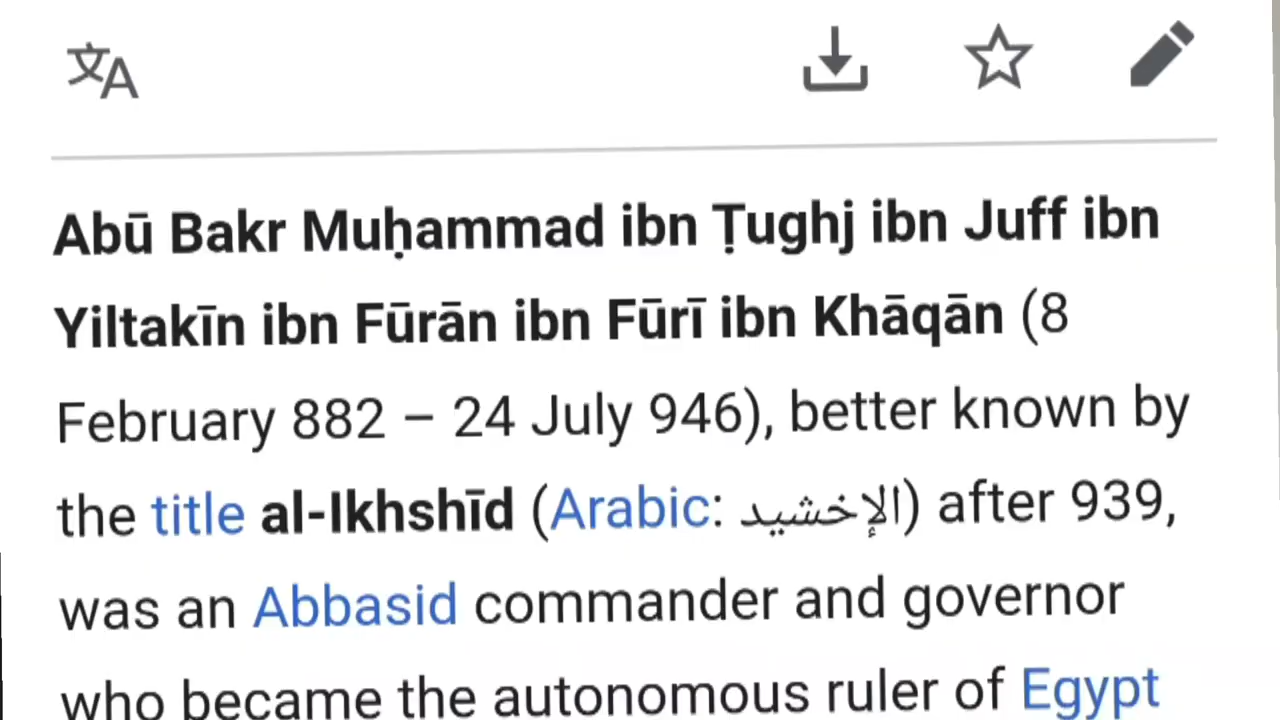 Abū Bakr Muḥammad ibn Ṭughj ibn Juff ibn
Yiltakīn ibn Fūrān ibn Fūrī ibn Khāqān (8
February 882 – 24 July 946), better known by
the title al-Ikhshīd (Arabic: الإخشيد) after 939,
was an Abbasid commander and governor
who became the autonomous ruler of Egypt